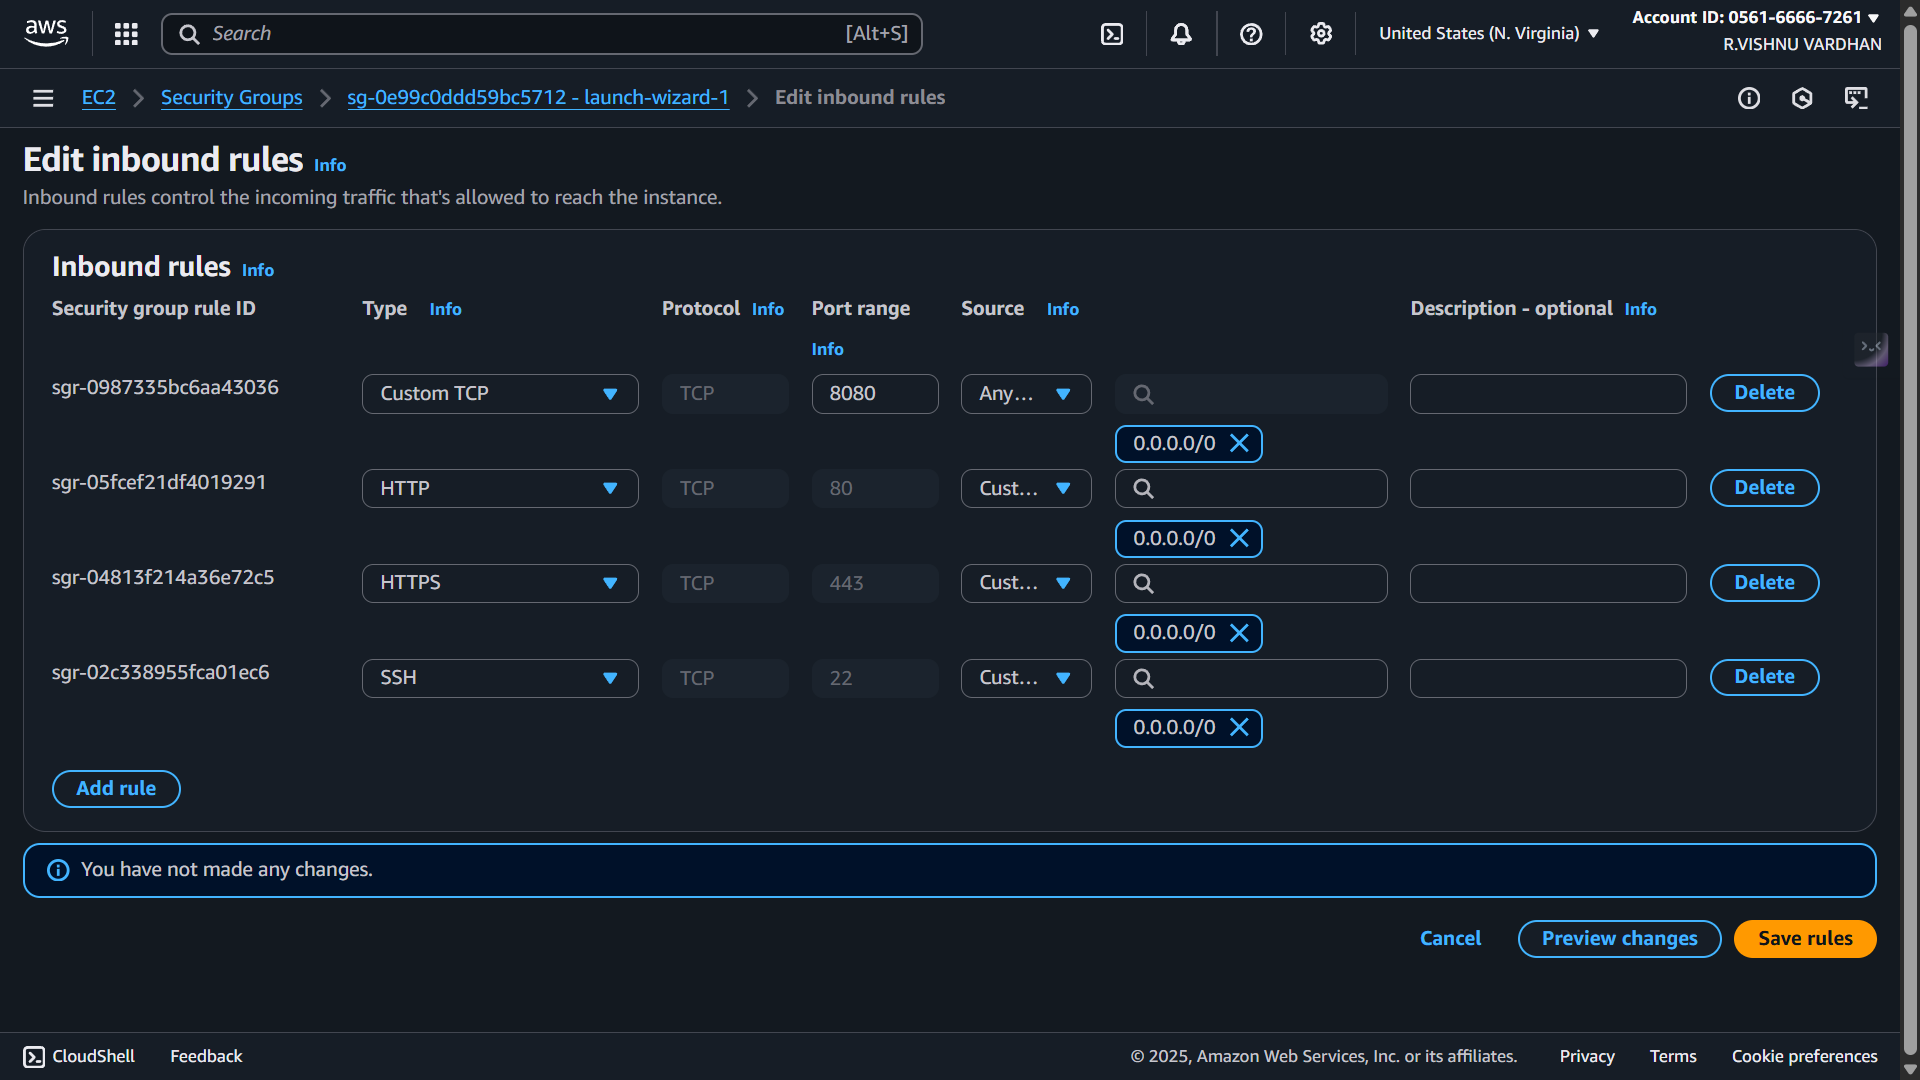 aws
Search
[Alt+S]
United States (N. Virginia)
Account ID: 0561-6666-7261
R.VISHNU VARDHAN
EC2
Security Groups
sg-0e99c0ddd59bc5712 - launch-wizard-1
Edit inbound rules
Edit inbound rules Info
Inbound rules control the incoming traffic that's allowed to reach the instance.
Inbound rules Info
Security group rule ID
Type Info
Protocol Info
Port range
Info
Source Info
Description - optional Info
sgr-0987335bc6aa43036
Custom TCP
TCP
8080
Any...
Delete
0.0.0.0/0
sgr-05fcef21df4019291
HTTP
TCP
80
Cust...
Delete
0.0.0.0/0
sgr-04813f214a36e72c5
HTTPS
TCP
443
Cust...
Delete
0.0.0.0/0
sgr-02c338955fca01ec6
SSH
TCP
22
Cust...
Delete
0.0.0.0/0
Add rule
You have not made any changes.
Cancel
Preview changes
Save rules
CloudShell
Feedback
© 2025, Amazon Web Services, Inc. or its affiliates.
Privacy
Terms
Cookie preferences